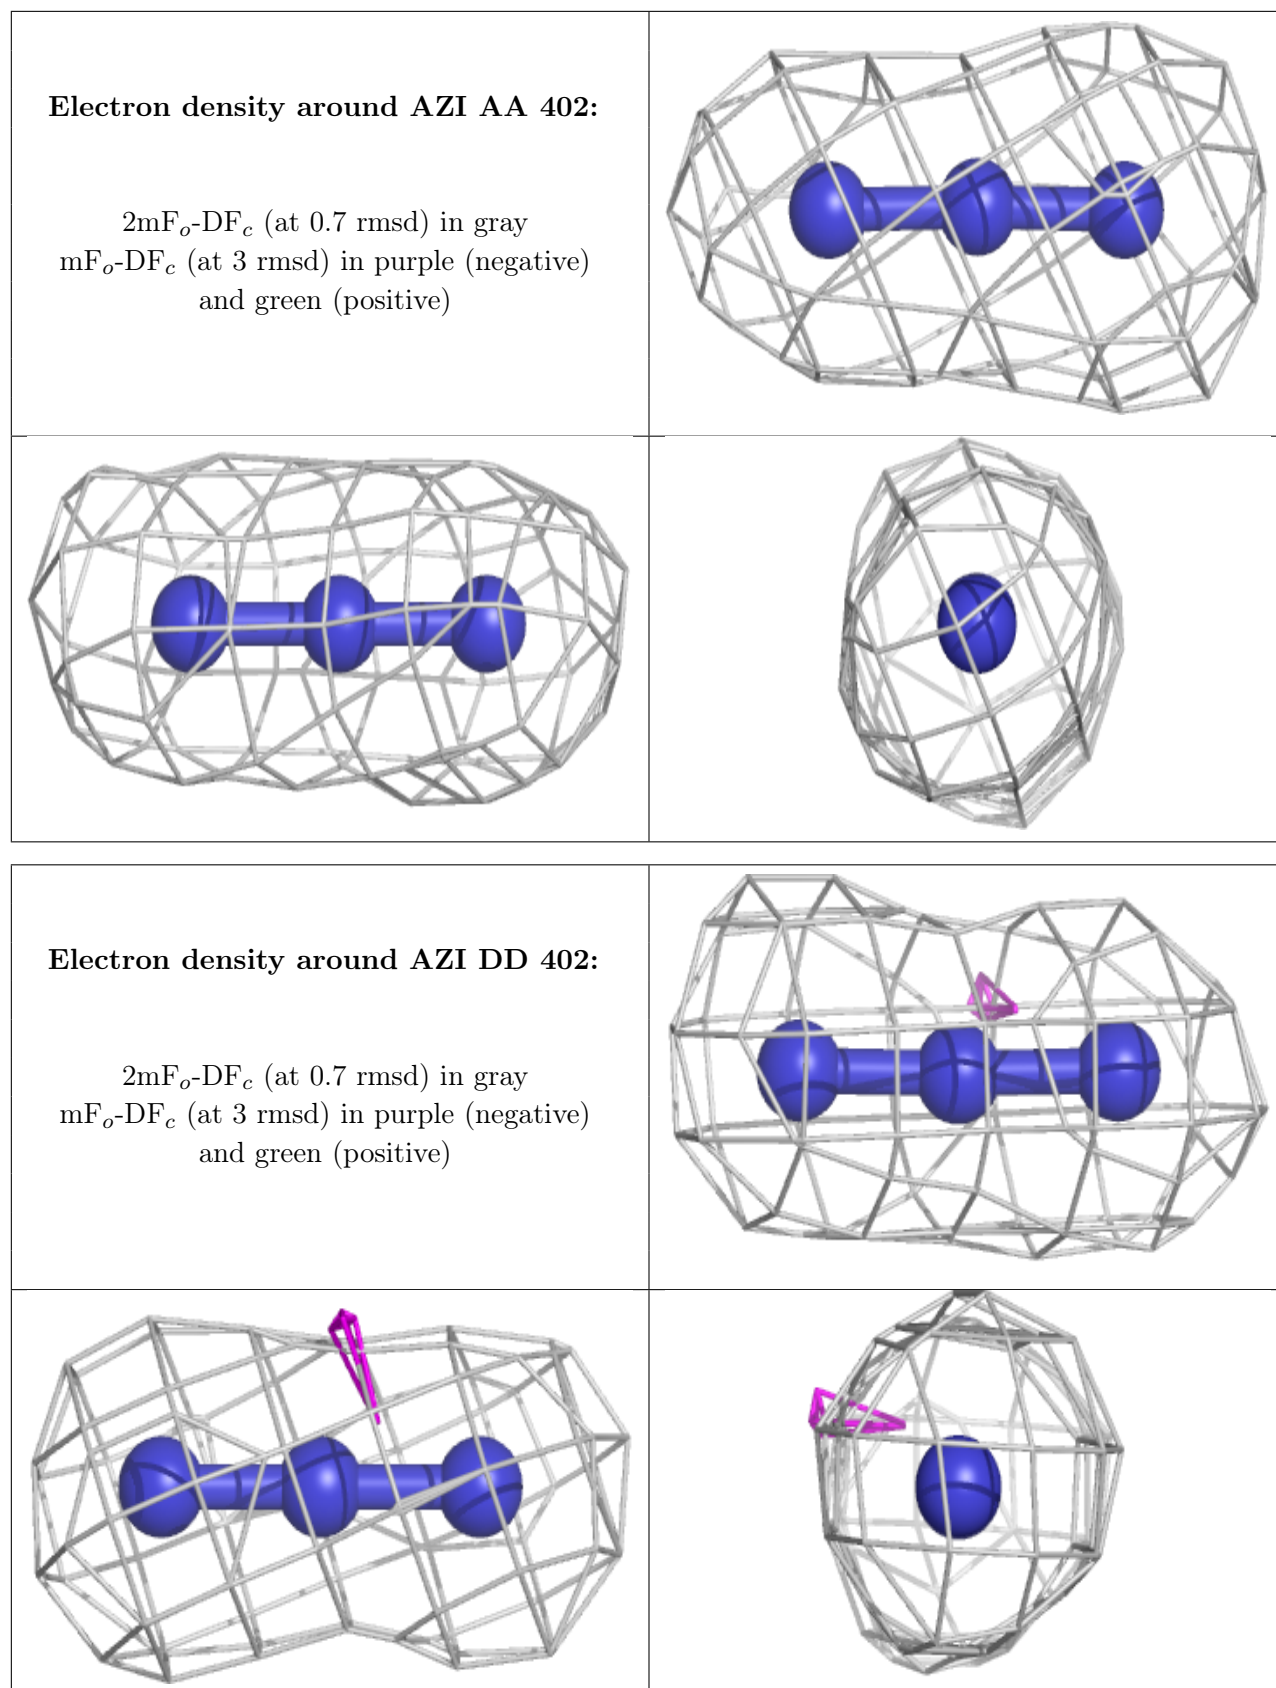 Electron density around AZI AA 402:
2mFo-DFc (at 0.7 rmsd) in gray
mFo-DFc (at 3 rmsd) in purple (negative)
and green (positive)
Electron density around AZI DD 402:
2mFo-DFc (at 0.7 rmsd) in gray
mFo-DFc (at 3 rmsd) in purple (negative)
and green (positive)